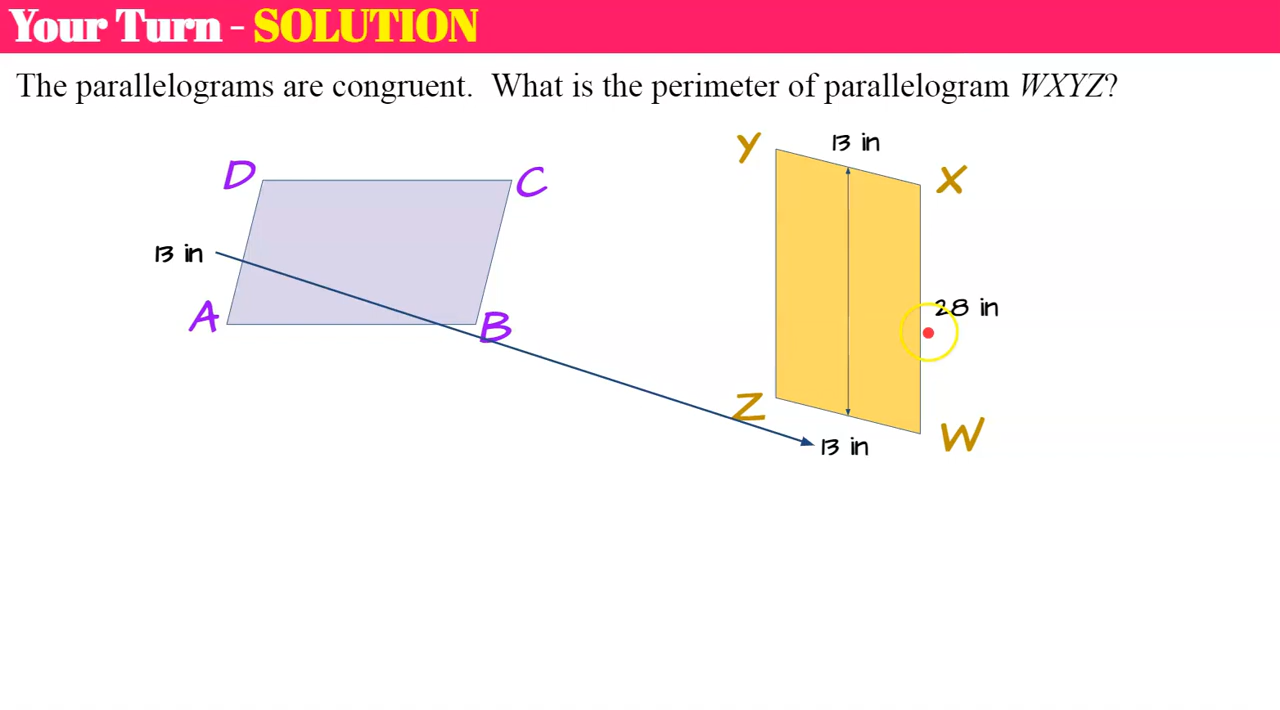 Your Turn - SOLUTION
The parallelograms are congruent. What is the perimeter of parallelogram WXYZ?
Y 13 in
D C X
13 in
A B 28 in
Z W
13 in